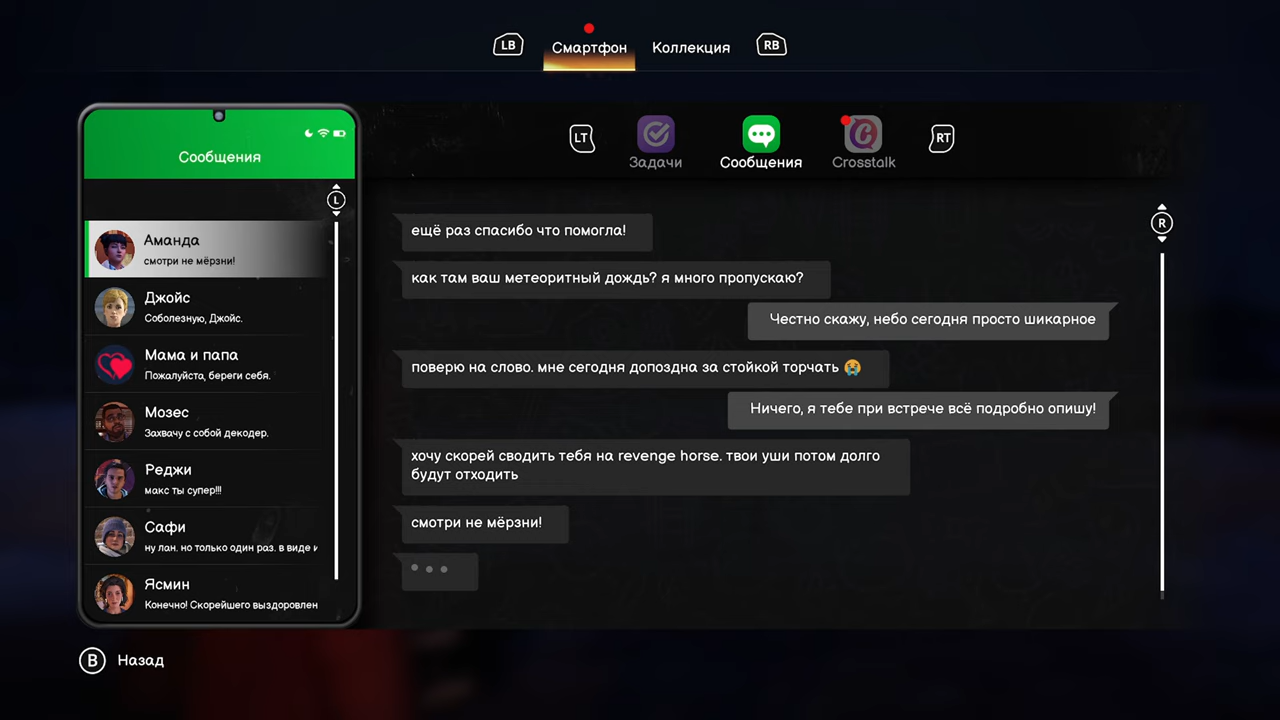 LB
Смартфон
Коллекция
RB
Сообщения
L
Аманда
смотри не мёрзни!
Джойс
Соболезную, Джойс.
Мама и папа
Пожалуйста, береги себя.
Мозес
Захвачу с собой декодер.
Реджи
макс ты супер!!!
Сафи
ну лан. но только один раз. в виде и
Ясмин
Конечно! Скорейшего выздоровлен
LT
Задачи
Сообщения
Crosstalk
RT
R
ещё раз спасибо что помогла!
как там ваш метеоритный дождь? я много пропускаю?
Честно скажу, небо сегодня просто шикарное
поверю на слово. мне сегодня допоздна за стойкой торчать 😭
Ничего, я тебе при встрече всё подробно опишу!
хочу скорей сводить тебя на revenge horse. твои уши потом долго
будут отходить
смотри не мёрзни!
B Назад